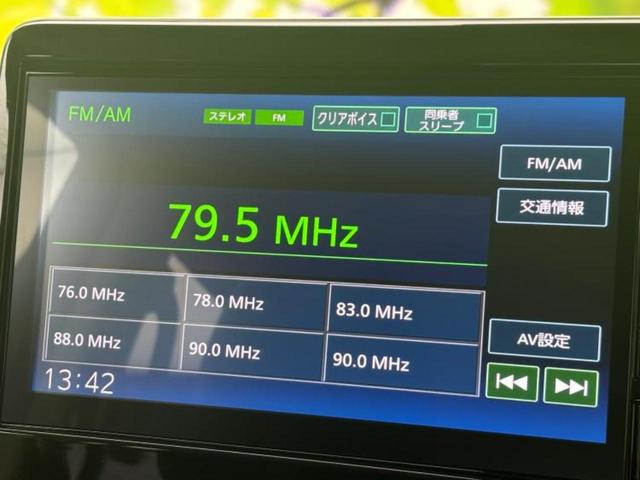 FM/AM
ステレオ
FM
クリアボイス
同乗者
スリープ
FM/AM
交通情報
79.5 MHz
76.0 MHz
78.0 MHz
83.0 MHz
88.0 MHz
90.0 MHz
90.0 MHz
AV設定
13:42